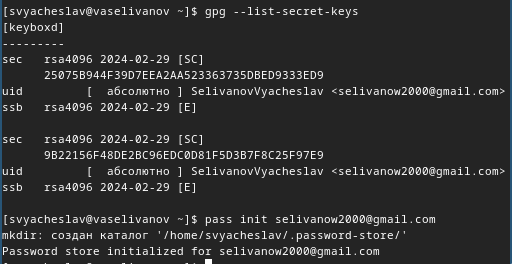 [svyacheslav@vaselivanov ~]$ gpg --list-secret-keys
[keyboxd]
---------
sec   rsa4096 2024-02-29 [SC]
      25075B944F39D7EEA2AA523363735DBED9333ED9
uid         [  абсолютно ] SelivanovVyacheslav <selivanow2000@gmail.com>
ssb   rsa4096 2024-02-29 [E]
sec   rsa4096 2024-02-29 [SC]
      9B22156F48DE2BC96EDC0D81F5D3B7F8C25F97E9
uid         [  абсолютно ] SelivanovVyacheslav <selivanow2000@gmail.com>
ssb   rsa4096 2024-02-29 [E]
[svyacheslav@vaselivanov ~]$ pass init selivanow2000@gmail.com
mkdir: создан каталог '/home/svyacheslav/.password-store/'
Password store initialized for selivanow2000@gmail.com